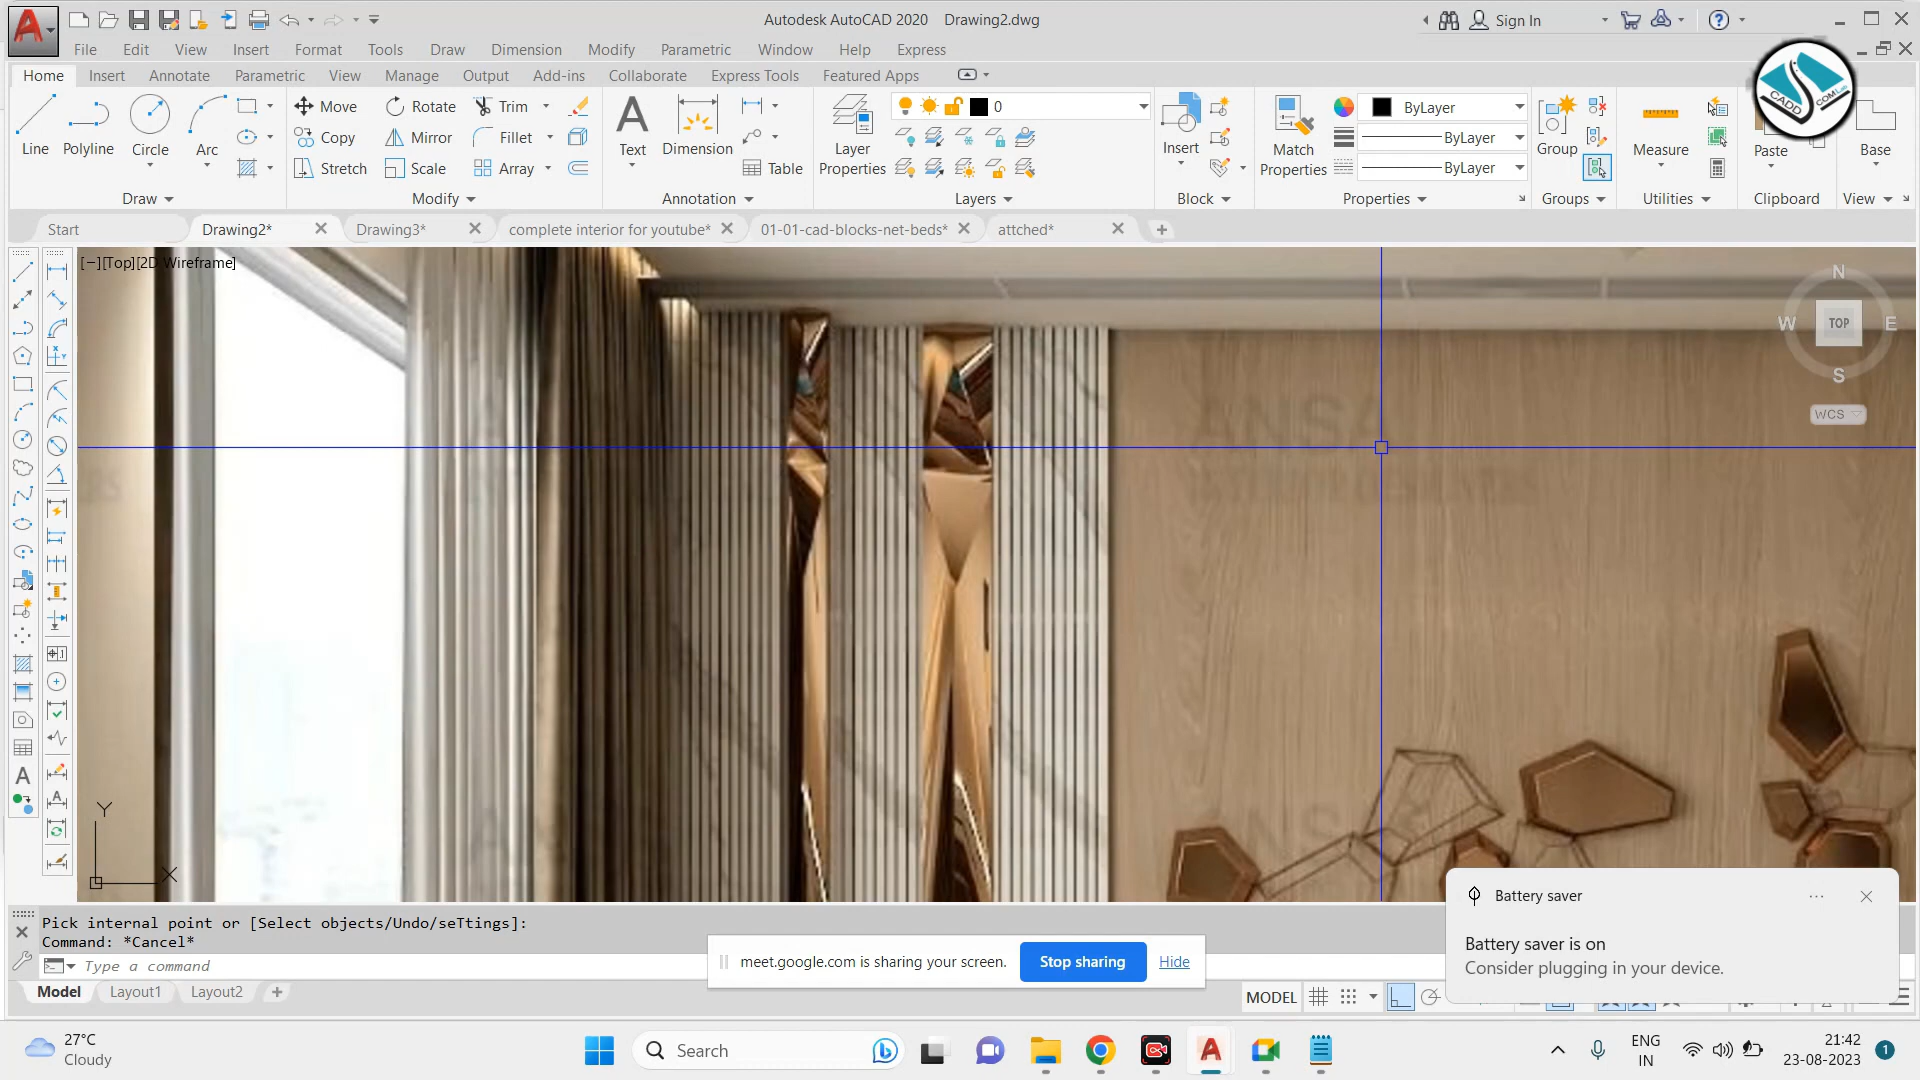 Autodesk AutoCAD 2020 Drawing2.dwg
Sign In
File Edit View Insert Format Tools Draw Dimension Modify Parametric Window Help Express
Home Insert Annotate Parametric View Manage Output Add-ins Collaborate Express Tools Featured Apps
Line Polyline Circle Arc
Move Rotate Trim
Copy Mirror Fillet
Stretch Scale Array
Text Dimension Table
Layer Properties
0
Insert
Match Properties
ByLayer
ByLayer
ByLayer
Group
Measure
Paste
Base
CADD COM Lab
Draw Modify Annotation Layers Block Properties Groups Utilities Clipboard View
Start Drawing2* Drawing3* complete interior for youtube* 01-01-cad-blocks-net-beds* attched*
[−][Top][2D Wireframe]
N
W TOP E
S
WCS
ANSA
Y
X
Pick internal point or [Select objects/Undo/seTtings]:
Command: *Cancel*
Type a command
meet.google.com is sharing your screen. Stop sharing Hide
Battery saver
Battery saver is on
Consider plugging in your device.
Model Layout1 Layout2
MODEL
27°C
Cloudy
Search
ENG
IN
21:42
23-08-2023
1